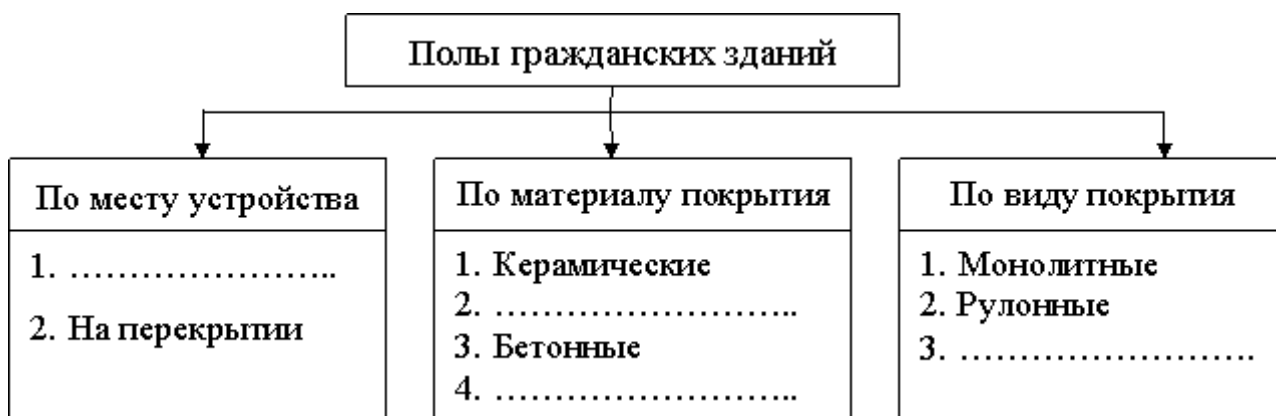 Полы гражданских зданий
По месту устройства
1. …………………..
2. На перекрытии
По материалу покрытия
1. Керамические
2. ………………………..
3. Бетонные
4. ………………………..
По виду покрытия
1. Монолитные
2. Рулонные
3. ……………………….